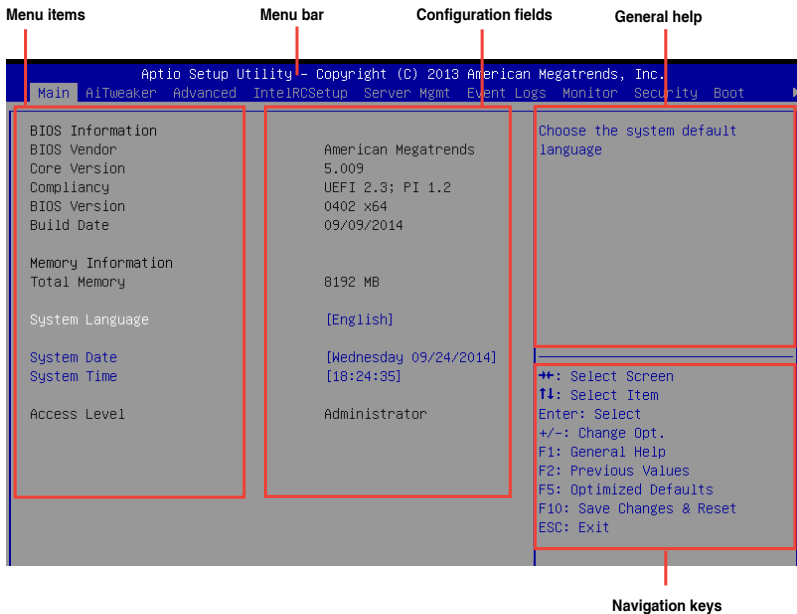 Menu items Menu bar Configuration fields General help
Aptio Setup Utility - Copyright (C) 2013 American Megatrends, Inc.
Main AiTweaker Advanced IntelRCSetup Server Mgmt Event Logs Monitor Security Boot
BIOS Information
BIOS Vendor American Megatrends
Core Version 5.009
Compliancy UEFI 2.3; PI 1.2
BIOS Version 0402 x64
Build Date 09/09/2014
Memory Information
Total Memory 8192 MB
System Language [English]
System Date [Wednesday 09/24/2014]
System Time [18:24:35]
Access Level Administrator
Choose the system default
language
→←: Select Screen
↑↓: Select Item
Enter: Select
+/-: Change Opt.
F1: General Help
F2: Previous Values
F5: Optimized Defaults
F10: Save Changes & Reset
ESC: Exit
Navigation keys